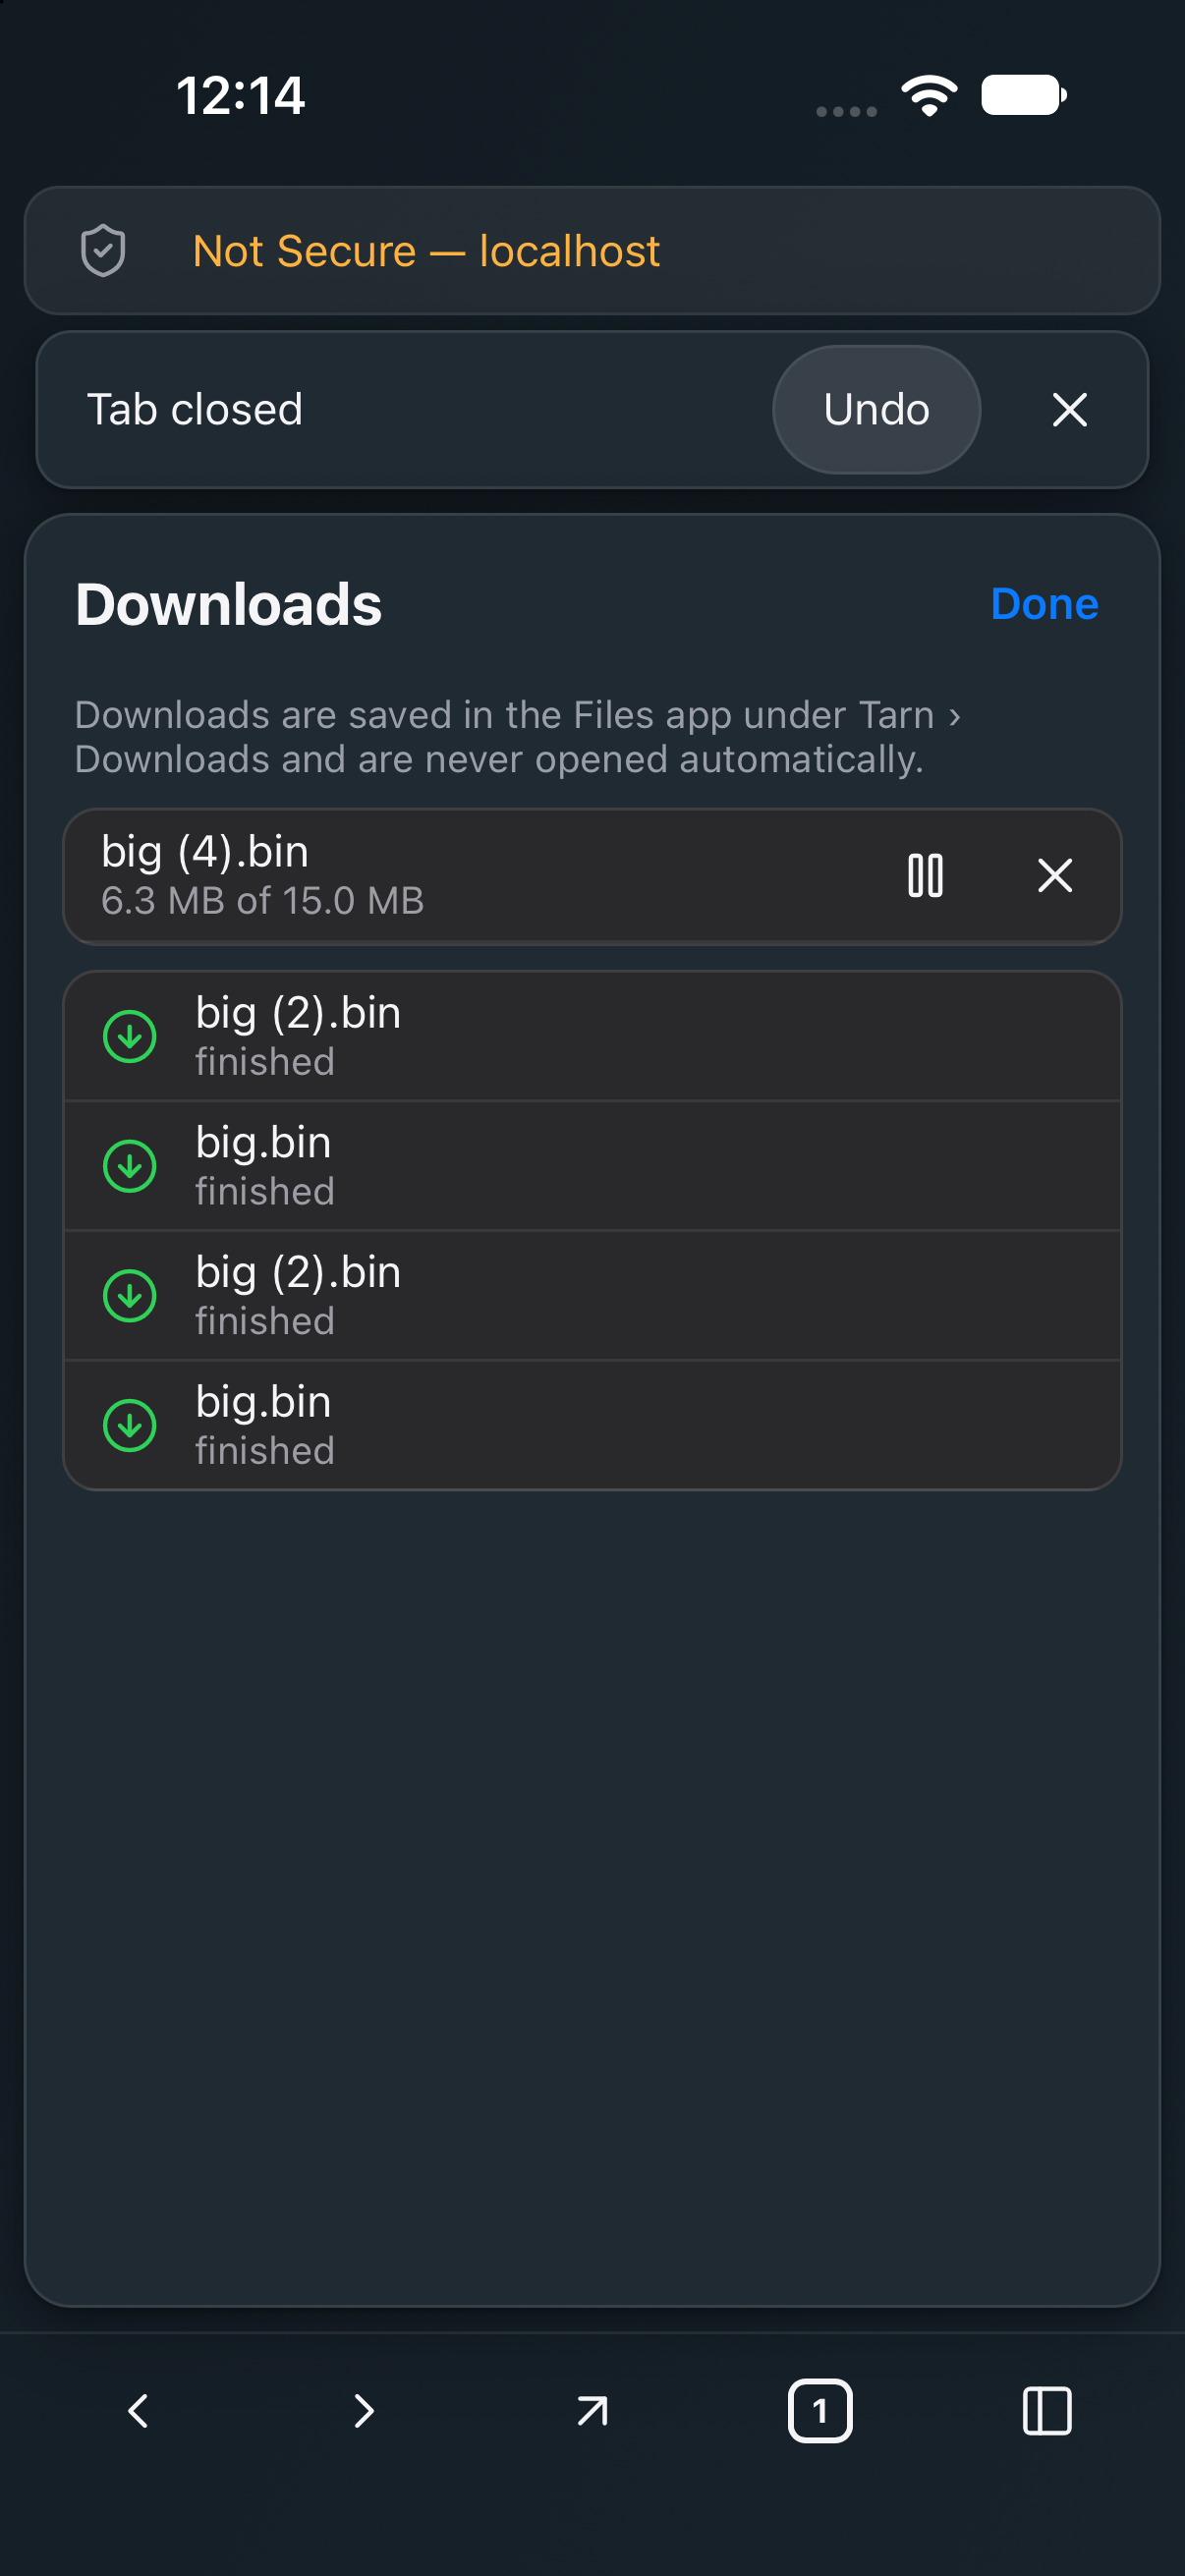 12:14
Not Secure — localhost
Tab closed
Undo
Downloads
Done
Downloads are saved in the Files app under Tarn ›
Downloads and are never opened automatically.
big (4).bin
6.3 MB of 15.0 MB
big (2).bin
finished
big.bin
finished
big (2).bin
finished
big.bin
finished
1